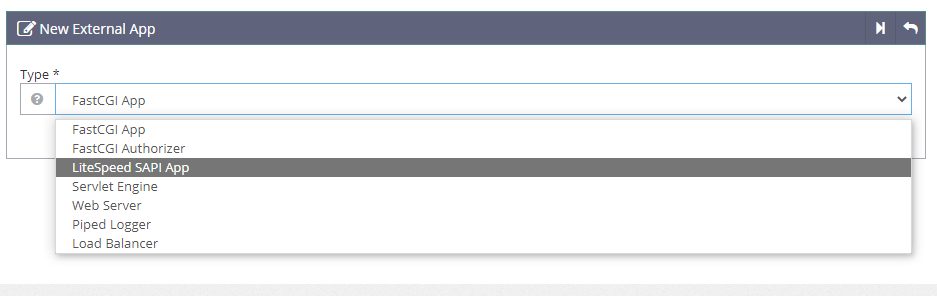 New External App
Type *
FastCGI App
FastCGI App
FastCGI Authorizer
LiteSpeed SAPI App
Servlet Engine
Web Server
Piped Logger
Load Balancer